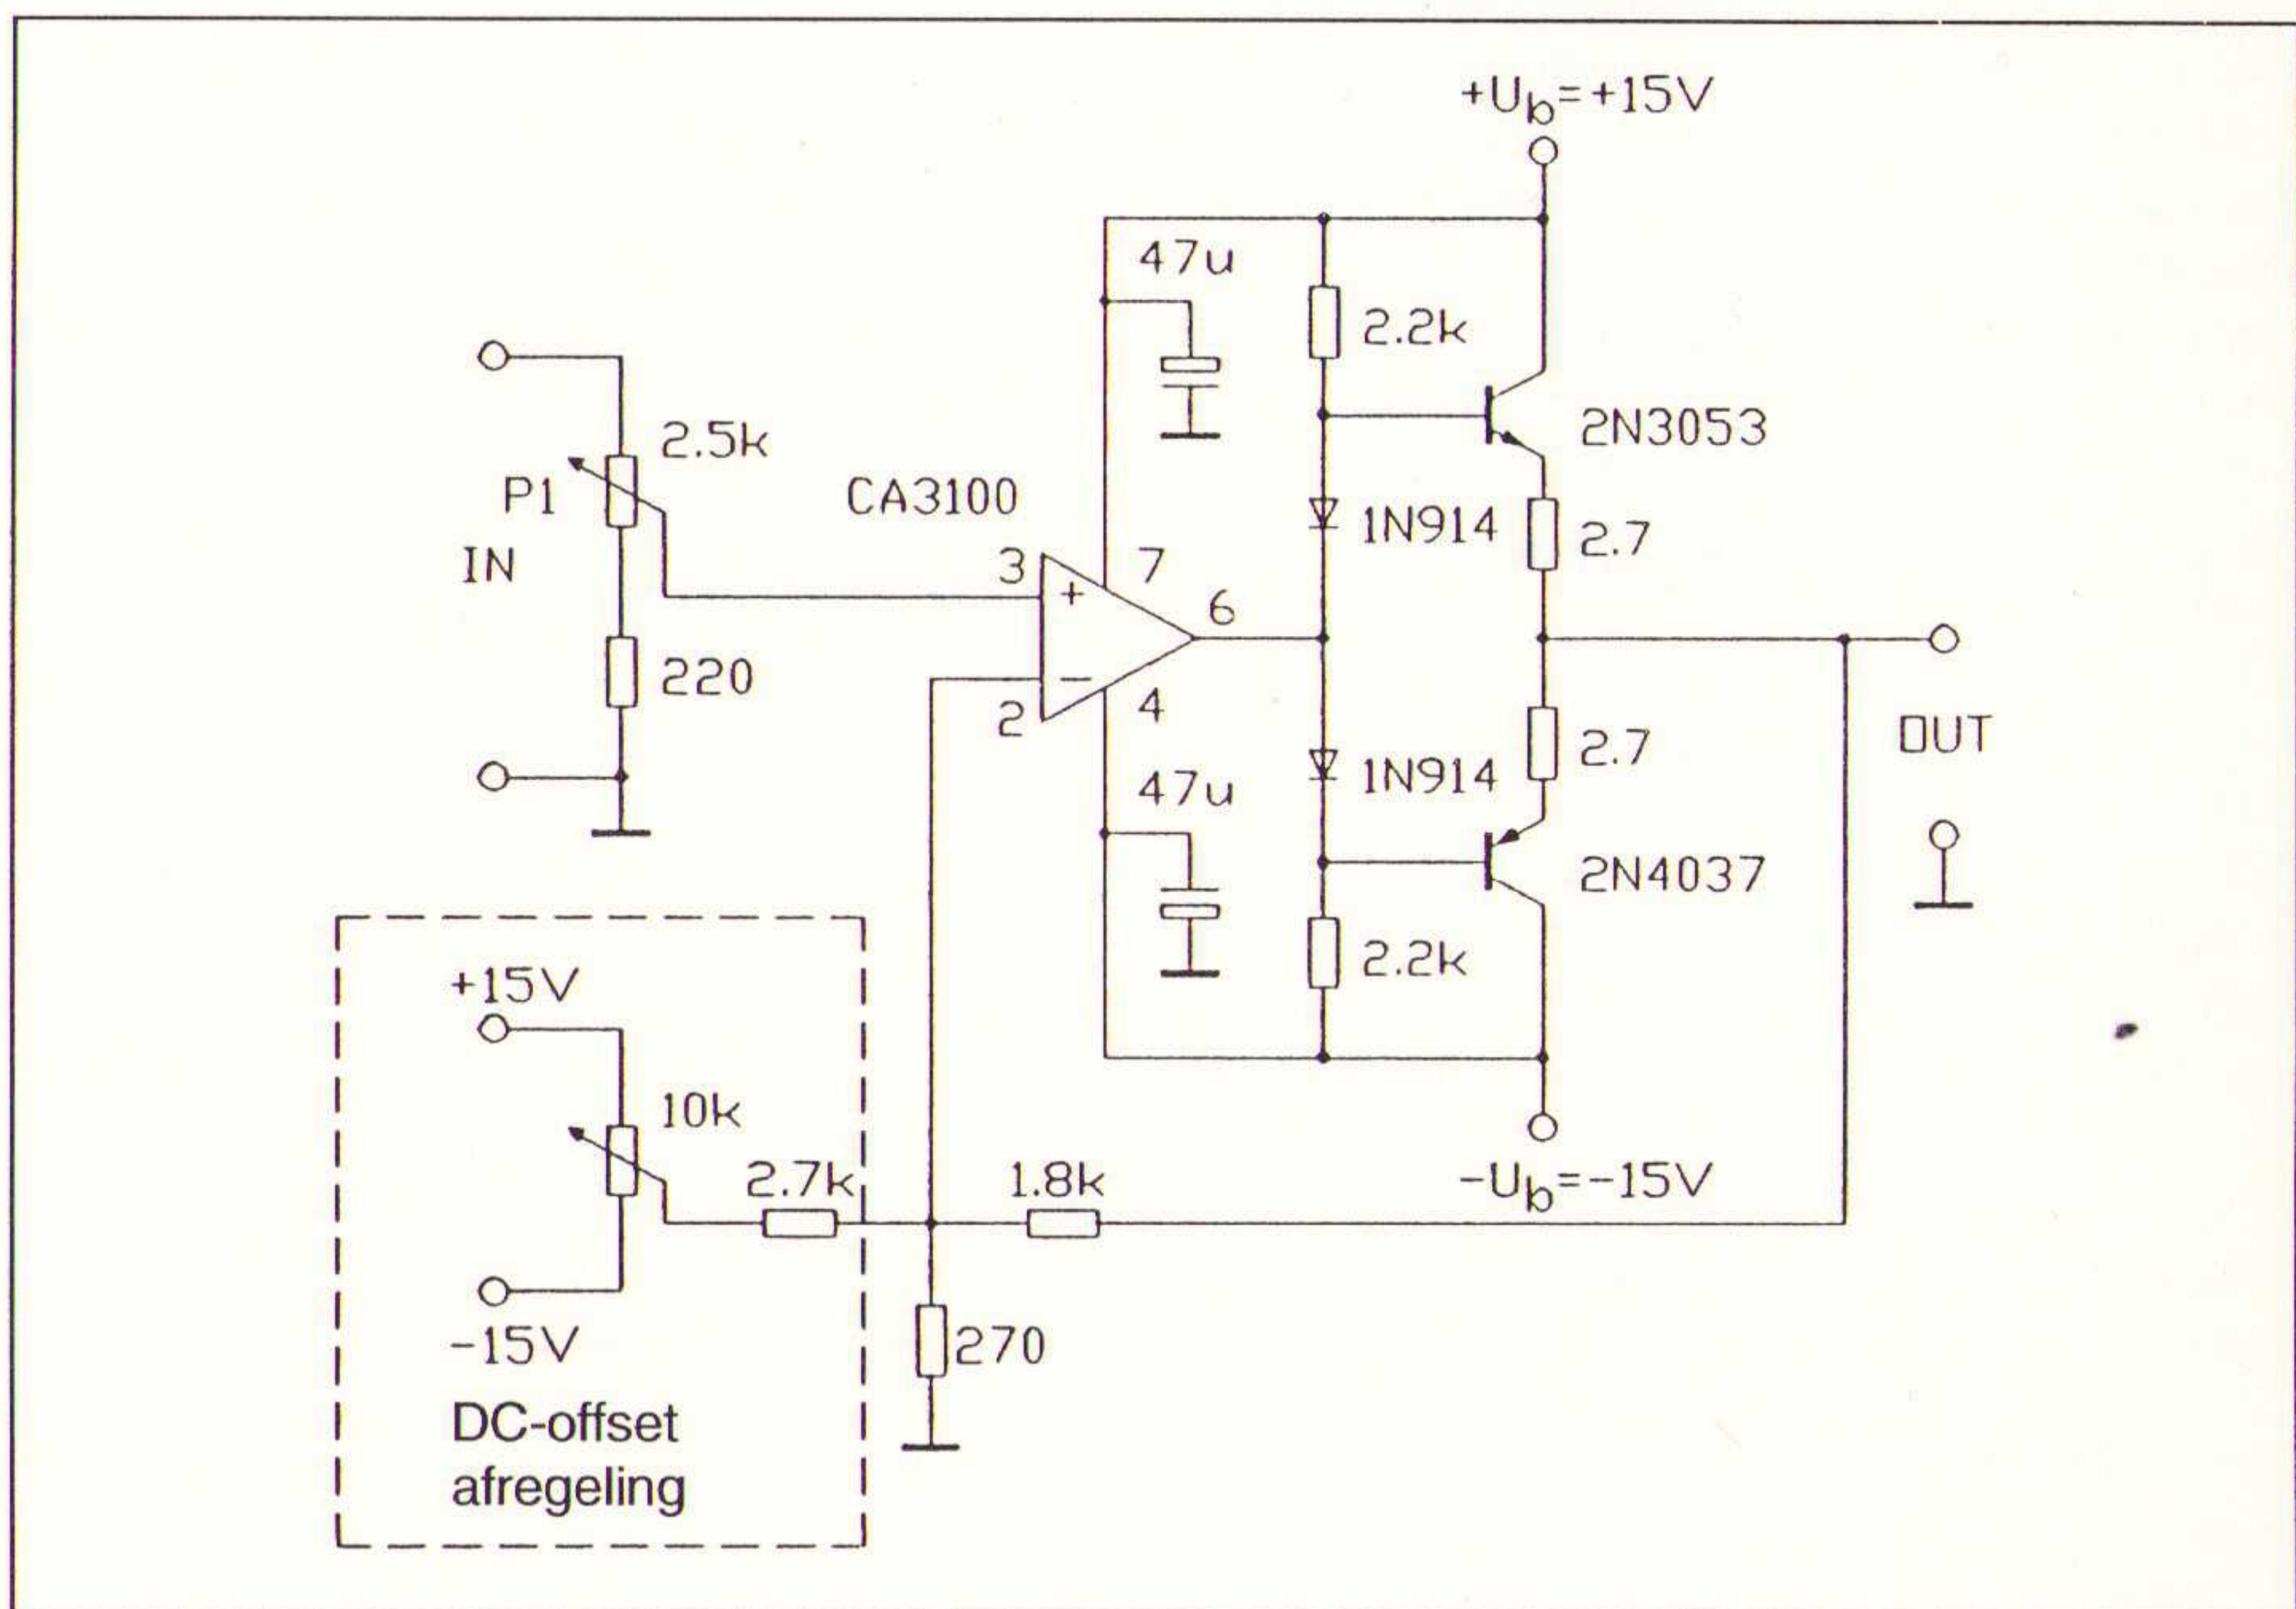 +Ub=+15V
47u
2.2k
2.5k
P1
CA3100
2N3053
IN
1N914
2.7
3
7
+
6
−
2
4
2.7
OUT
47u
1N914
2N4037
2.2k
+15V
10k
2.7k
1.8k
-Ub=-15V
-15V
270
DC-offset
afregeling